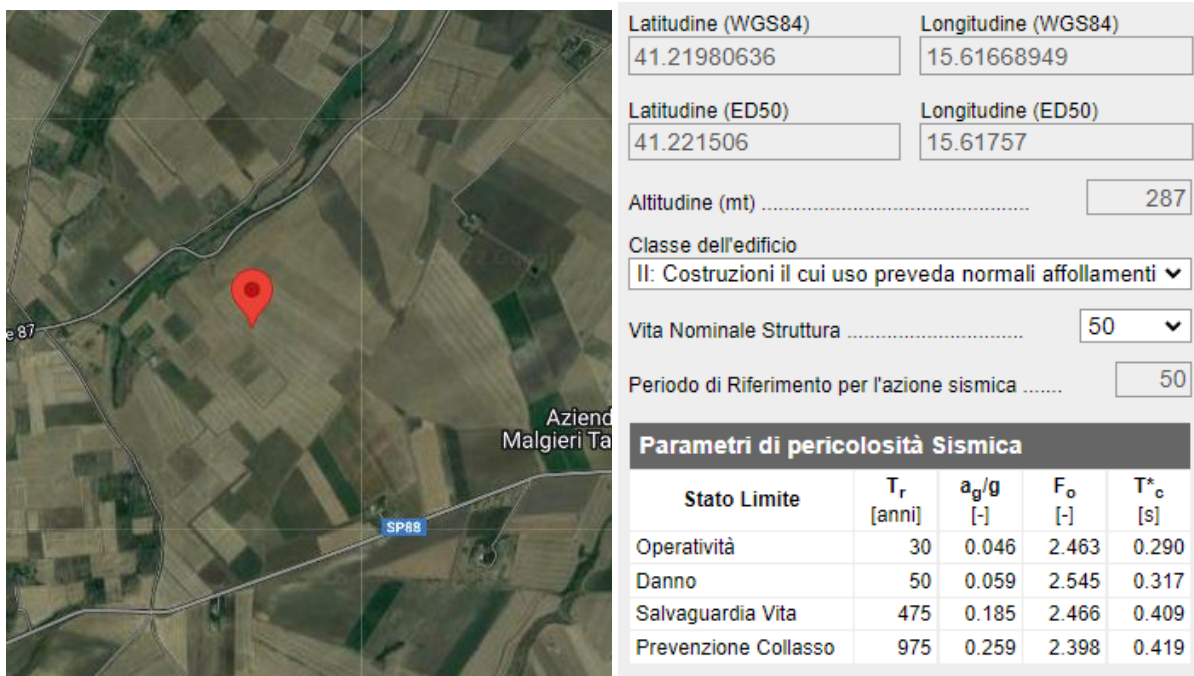 e 87
Aziend
Malgieri Ta
SP88
Latitudine (WGS84) Longitudine (WGS84)
41.21980636 15.61668949
Latitudine (ED50) Longitudine (ED50)
41.221506 15.61757
Altitudine (mt) ................................................ 287
Classe dell'edificio
II: Costruzioni il cui uso preveda normali affollamenti
Vita Nominale Struttura ................................ 50
Periodo di Riferimento per l'azione sismica ....... 50
Parametri di pericolosità Sismica
Stato Limite Tr [anni] ag/g [-] Fo [-] T*c [s]
Operatività 30 0.046 2.463 0.290
Danno 50 0.059 2.545 0.317
Salvaguardia Vita 475 0.185 2.466 0.409
Prevenzione Collasso 975 0.259 2.398 0.419